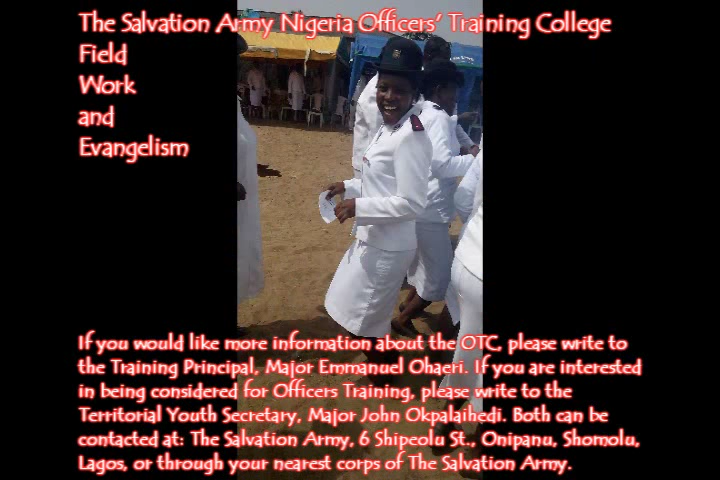 The Salvation Army Nigeria Officers' Training College
Field
Work
and
Evangelism
If you would like more information about the OTC, please write to
the Training Principal, Major Emmanuel Ohaeri. If you are interested
in being considered for Officers Training, please write to the
Territorial Youth Secretary, Major John Okpalaihedi. Both can be
contacted at: The Salvation Army, 6 Shipeolu St., Onipanu, Shomolu,
Lagos, or through your nearest corps of The Salvation Army.